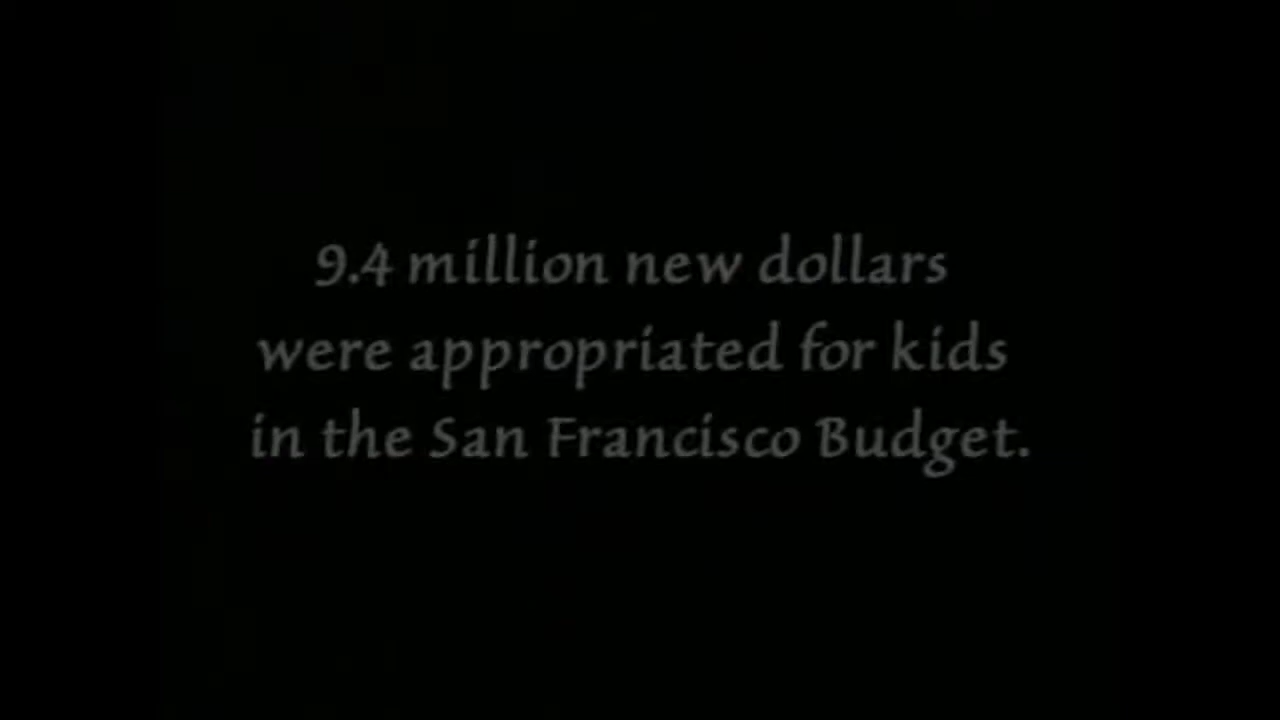 9.4 million new dollars
were appropriated for kids
in the San Francisco Budget.